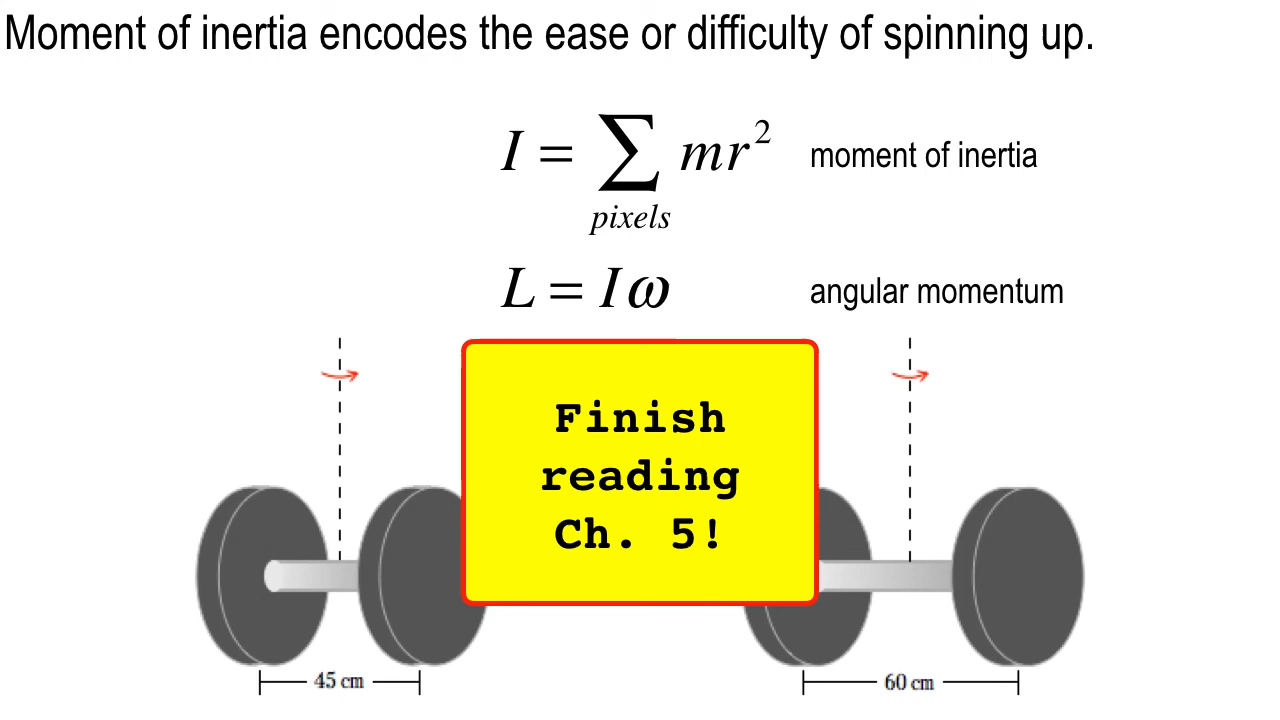 Moment of inertia encodes the ease or difficulty of spinning up.
I = ∑ mr² moment of inertia
pixels
L = Iω angular momentum
Finish
reading
Ch. 5!
45 cm 60 cm